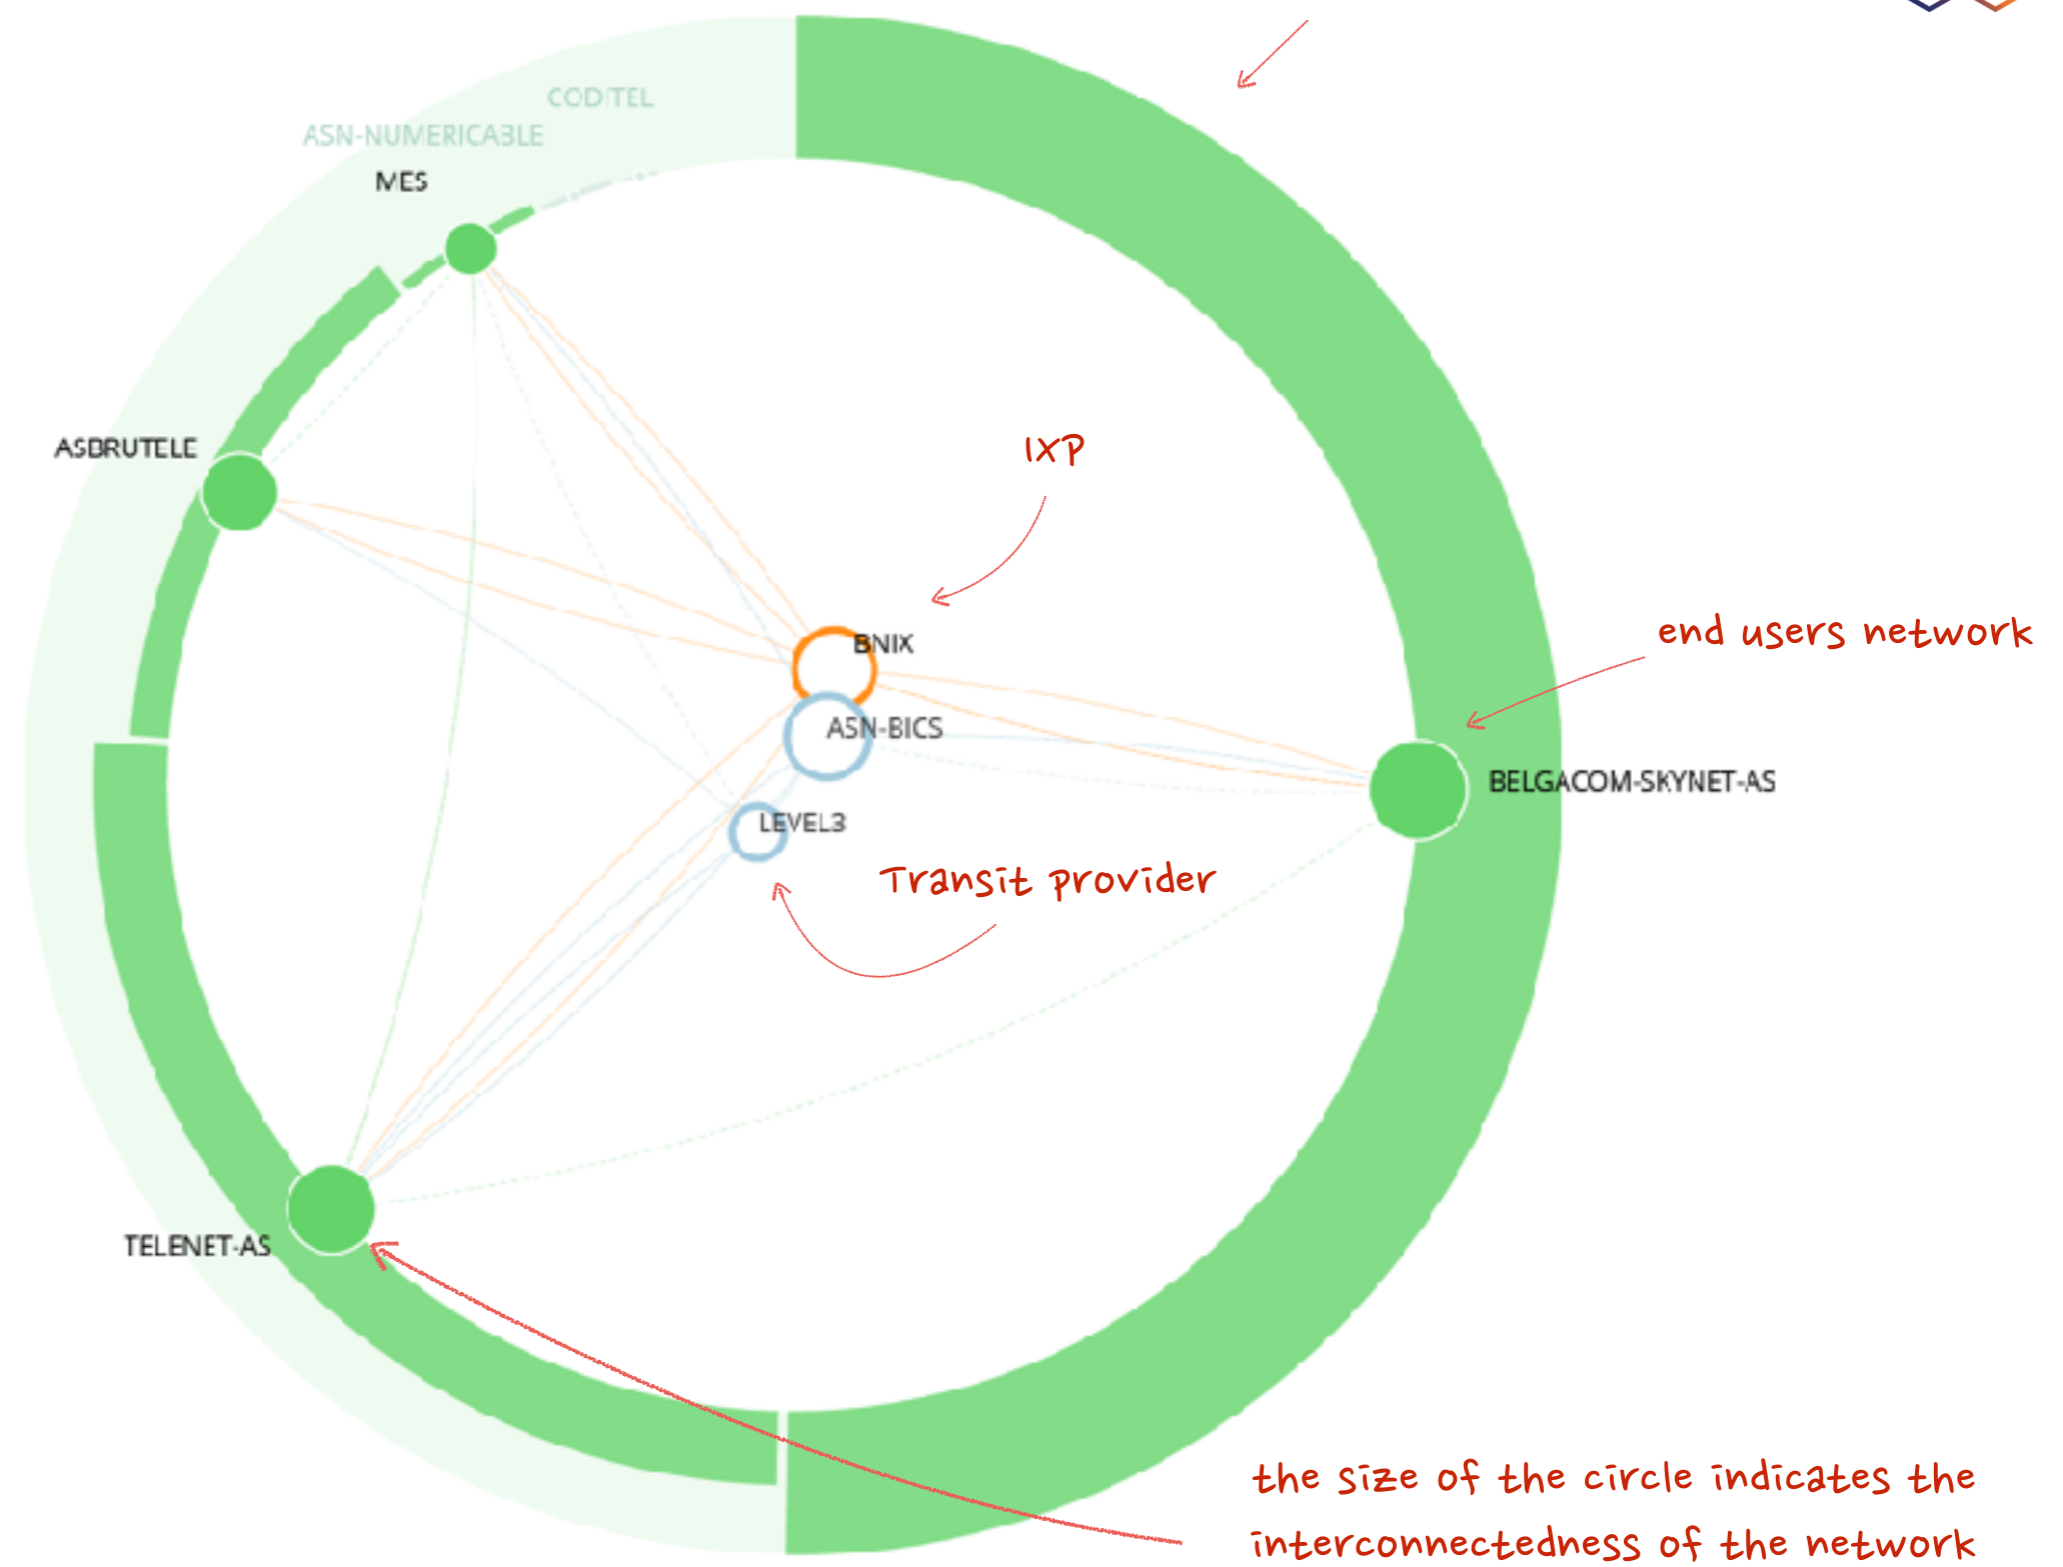 CODITEL
ASN-NUMERICABLE
MES
ASBRUTELE
IXP
BNIX
end users network
ASN-BICS
BELGACOM-SKYNET-AS
LEVEL3
Transit provider
TELENET-AS
the size of the circle indicates the
interconnectedness of the network